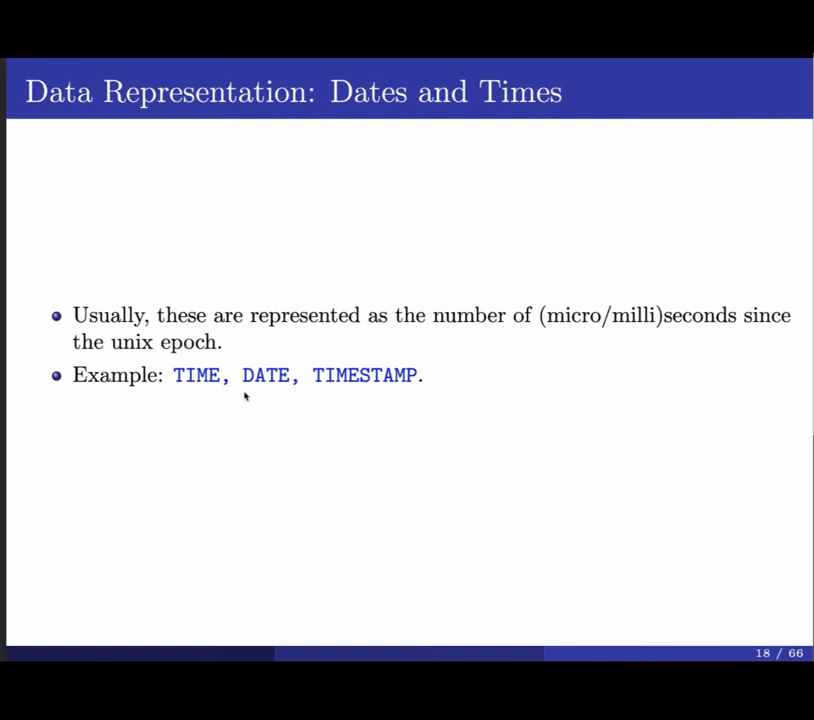 Data Representation: Dates and Times
Usually, these are represented as the number of (micro/milli)seconds since
the unix epoch.
Example: TIME, DATE, TIMESTAMP.
18 / 66